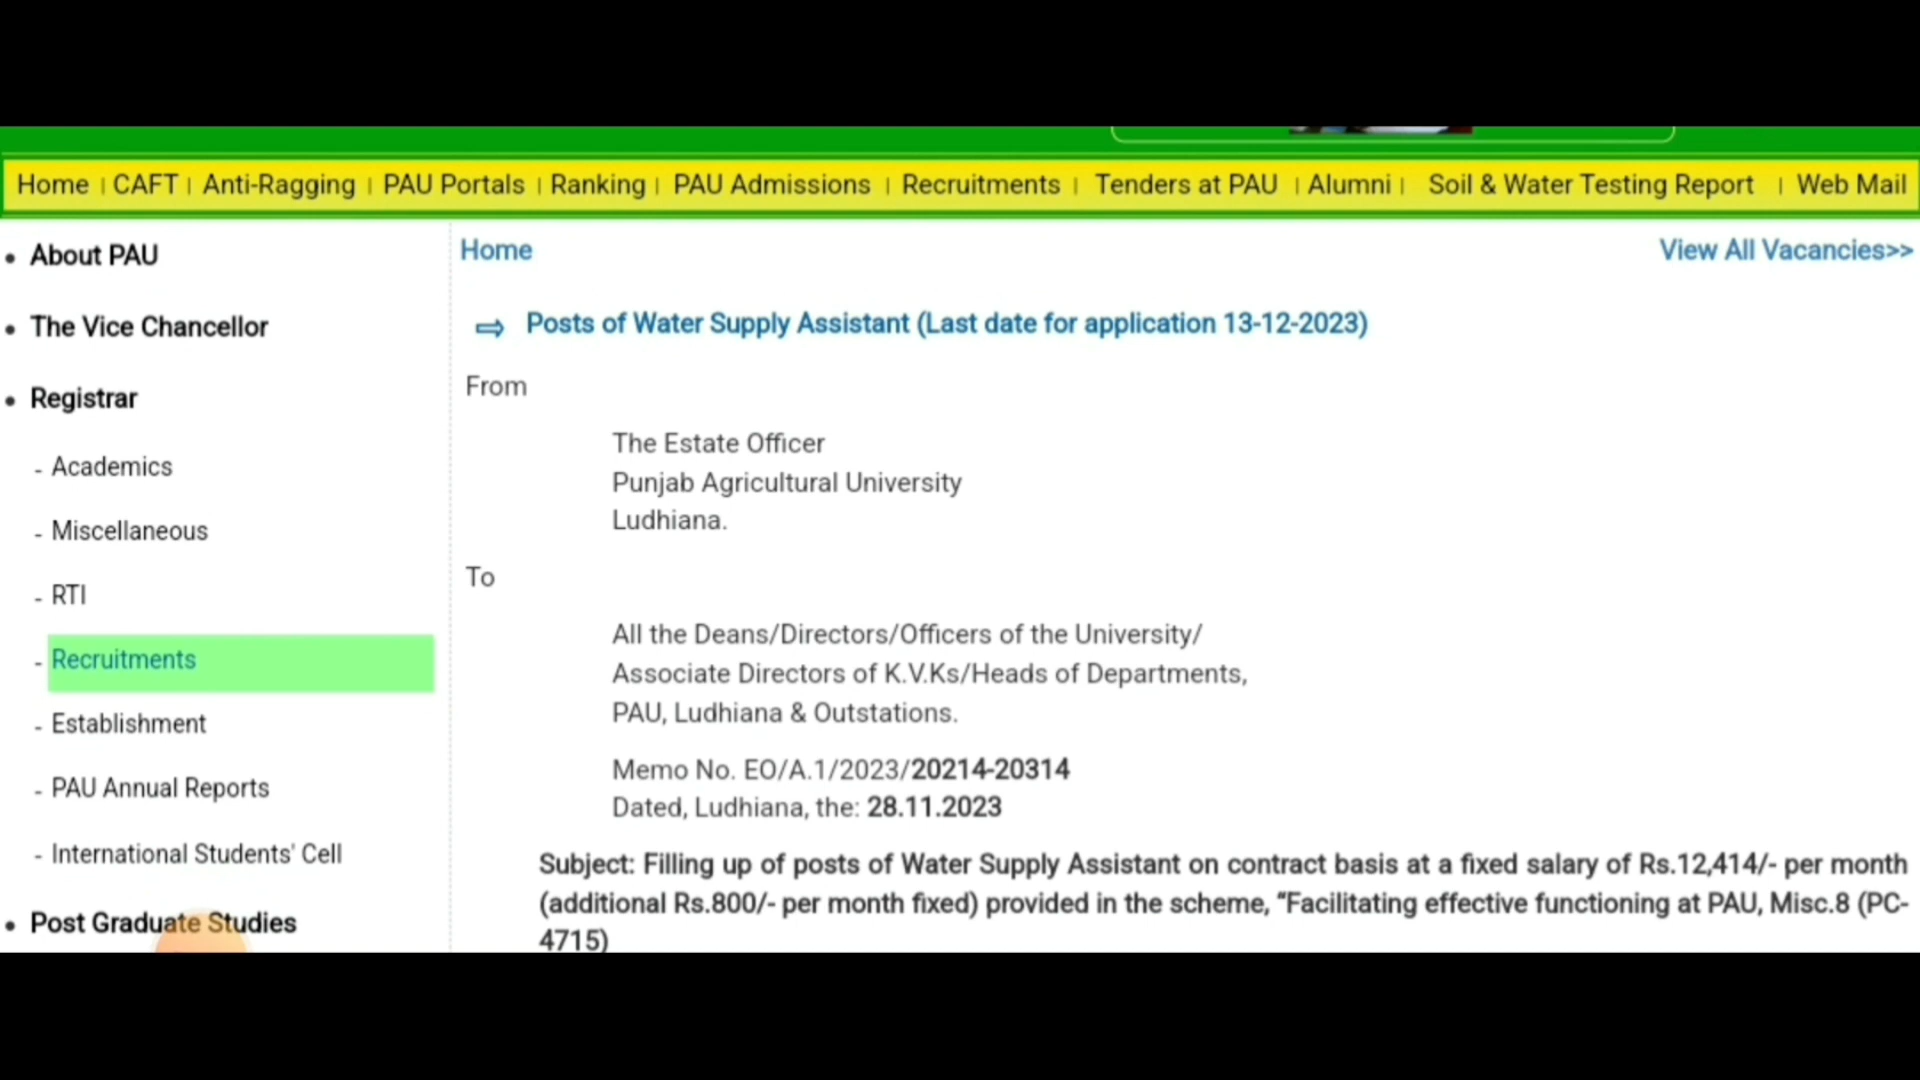 Home | CAFT | Anti-Ragging | PAU Portals | Ranking | PAU Admissions | Recruitments | Tenders at PAU | Alumni | Soil & Water Testing Report | Web Mail
• About PAU
• The Vice Chancellor
• Registrar
- Academics
- Miscellaneous
- RTI
- Recruitments
- Establishment
- PAU Annual Reports
- International Students' Cell
• Post Graduate Studies
Home
View All Vacancies>>
⇨ Posts of Water Supply Assistant (Last date for application 13-12-2023)
From
The Estate Officer
Punjab Agricultural University
Ludhiana.
To
All the Deans/Directors/Officers of the University/
Associate Directors of K.V.Ks/Heads of Departments,
PAU, Ludhiana & Outstations.
Memo No. EO/A.1/2023/20214-20314
Dated, Ludhiana, the: 28.11.2023
Subject: Filling up of posts of Water Supply Assistant on contract basis at a fixed salary of Rs.12,414/- per month
(additional Rs.800/- per month fixed) provided in the scheme, “Facilitating effective functioning at PAU, Misc.8 (PC-
4715)